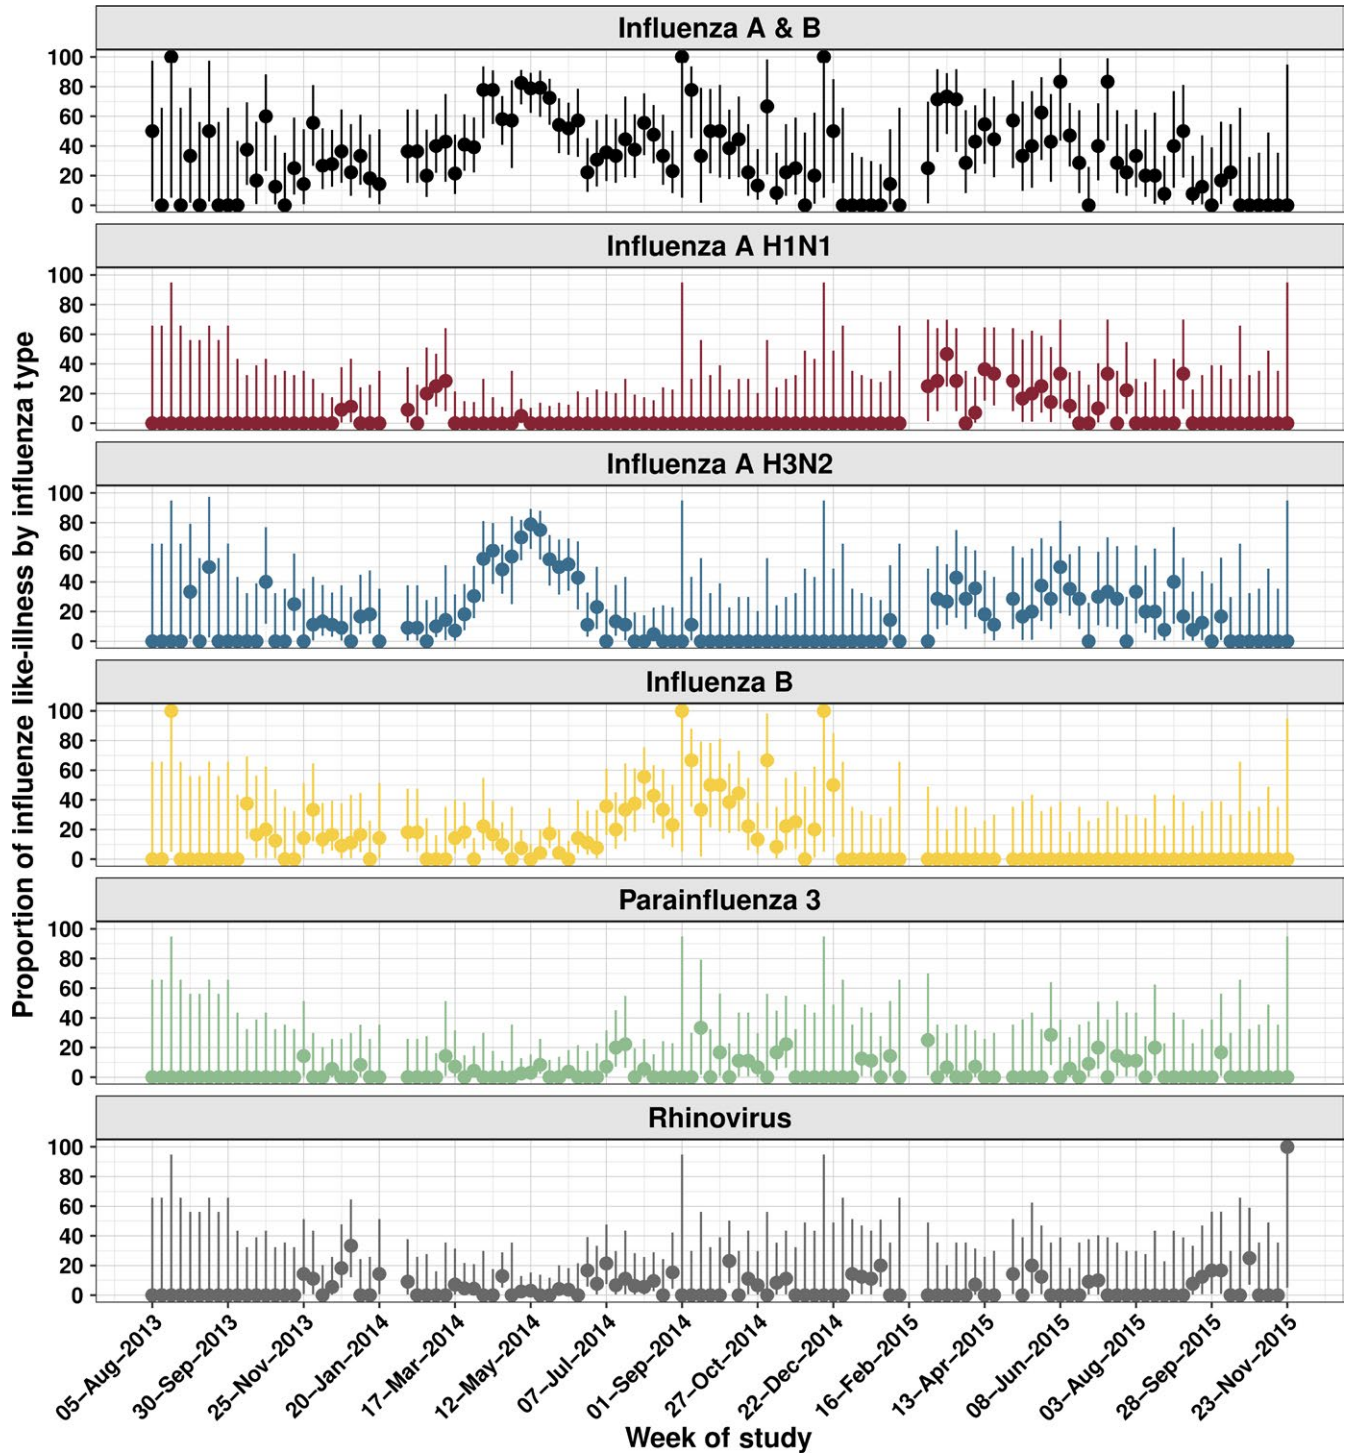 Influenza A & B
100
80
60
40
20
0
Influenza A H1N1
100
80
60
40
20
0
Influenza A H3N2
100
80
60
40
20
0
Influenza B
100
80
60
40
20
0
Parainfluenza 3
100
80
60
40
20
0
Rhinovirus
100
80
60
40
20
0
Proportion of influenze like-illness by influenza type
05–Aug–2013
30–Sep–2013
25–Nov–2013
20–Jan–2014
17–Mar–2014
12–May–2014
07–Jul–2014
01–Sep–2014
27–Oct–2014
22–Dec–2014
16–Feb–2015
13–Apr–2015
08–Jun–2015
03–Aug–2015
28–Sep–2015
23–Nov–2015
Week of study